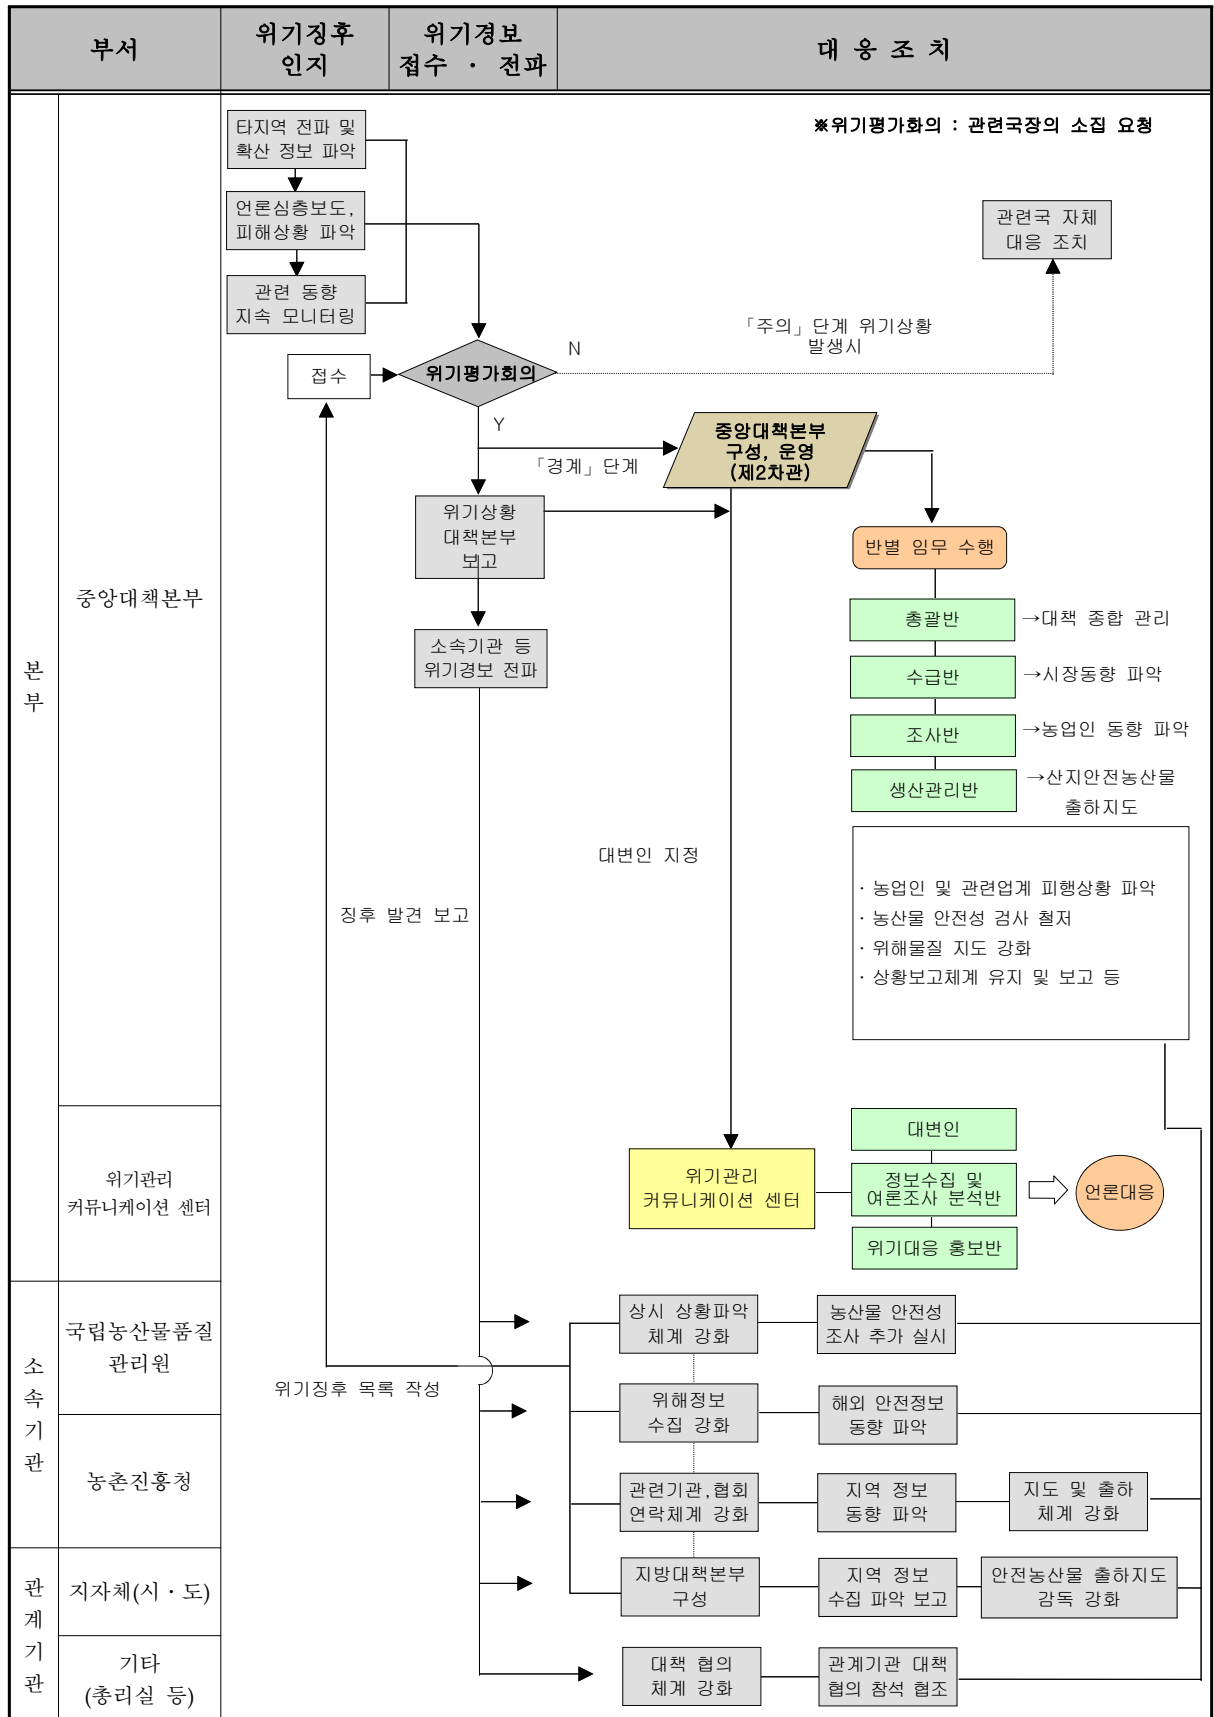 부서
위기징후
인지
위기경보
접수 · 전파
대 응 조 치
본
부
중앙대책본부
타지역 전파 및
확산 정보 파악
언론심층보도,
피해상황 파악
관련 동향
지속 모니터링
※위기평가회의 : 관련국장의 소집 요청
관련국 자체
대응 조치
「주의」단계 위기상황
발생시
N
접수
위기평가회의
Y
「경계」단계
중앙대책본부
구성, 운영
(제2차관)
위기상황
대책본부
보고
소속기관 등
위기경보 전파
반별 임무 수행
총괄반
→대책 종합 관리
수급반
→시장동향 파악
조사반
→농업인 동향 파악
생산관리반
→산지안전농산물
출하지도
대변인 지정
징후 발견 보고
· 농업인 및 관련업계 피행상황 파악
· 농산물 안전성 검사 철저
· 위해물질 지도 강화
· 상황보고체계 유지 및 보고 등
위기관리
커뮤니케이션 센터
위기관리
커뮤니케이션 센터
대변인
정보수집 및
여론조사 분석반
위기대응 홍보반
언론대응
소
속
기
관
국립농산물품질
관리원
위기징후 목록 작성
상시 상황파악
체계 강화
농산물 안전성
조사 추가 실시
위해정보
수집 강화
해외 안전정보
동향 파악
농촌진흥청
관련기관,협회
연락체계 강화
지역 정보
동향 파악
지도 및 출하
체계 강화
관
계
기
관
지자체(시 · 도)
지방대책본부
구성
지역 정보
수집 파악 보고
안전농산물 출하지도
감독 강화
기타
(총리실 등)
대책 협의
체계 강화
관계기관 대책
협의 참석 협조